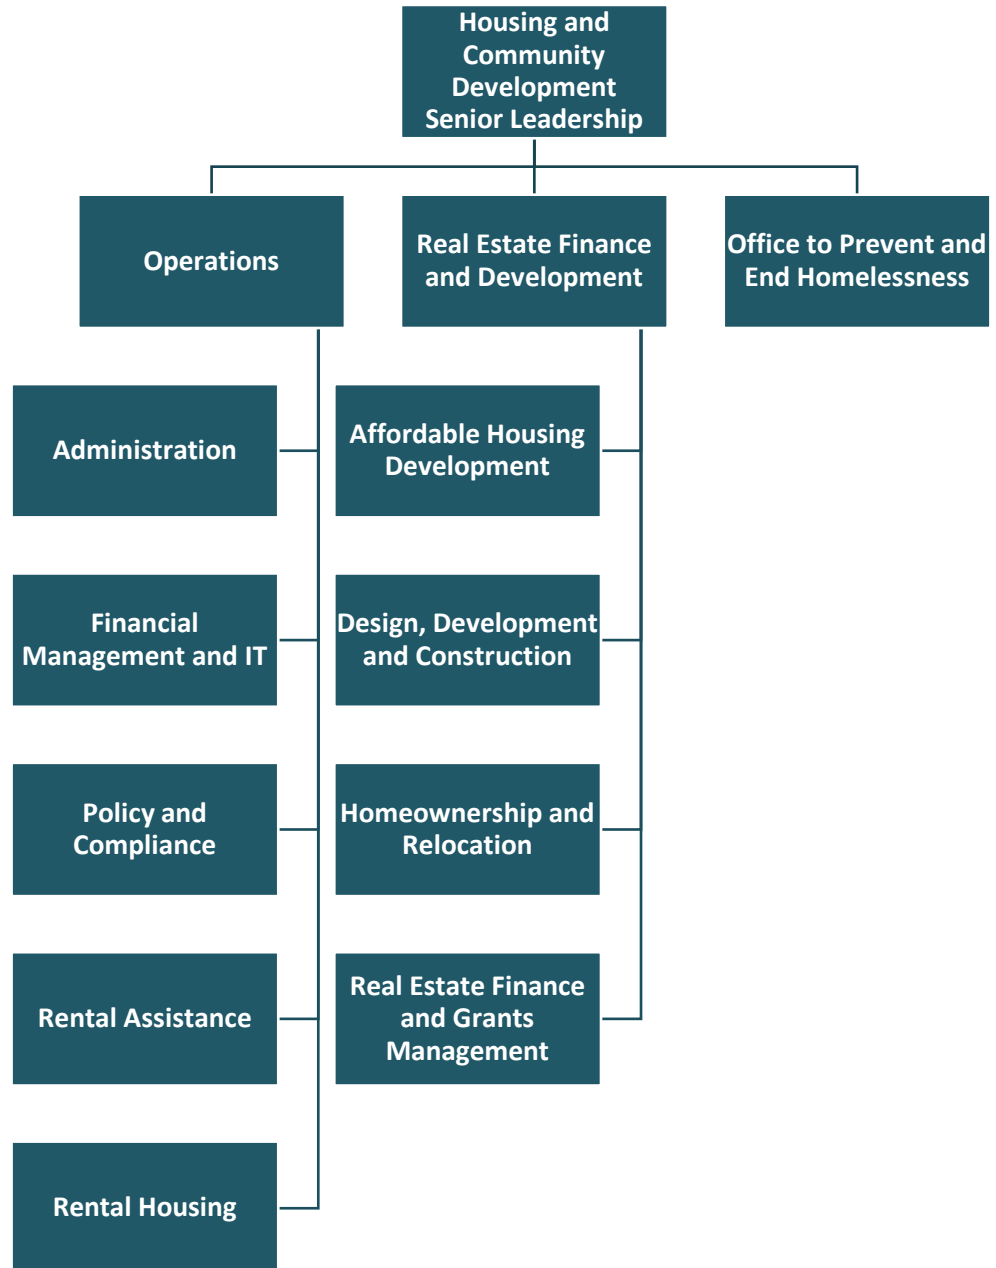 Housing and
Community
Development
Senior Leadership
Operations
Real Estate Finance
and Development
Office to Prevent and
End Homelessness
Administration
Affordable Housing
Development
Financial
Management and IT
Design, Development
and Construction
Policy and
Compliance
Homeownership and
Relocation
Rental Assistance
Real Estate Finance
and Grants
Management
Rental Housing